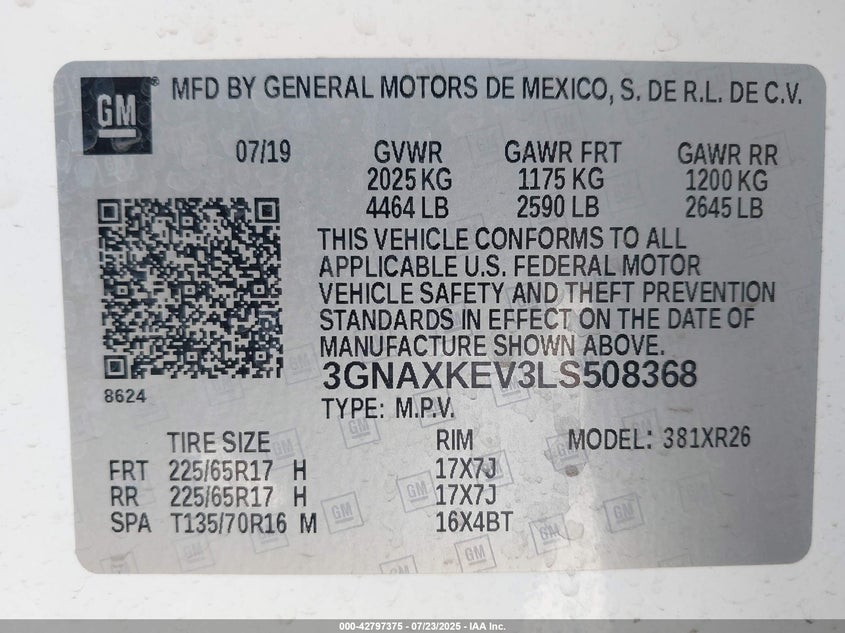 GM ® MFD BY GENERAL MOTORS DE MEXICO, S. DE R.L. DE C.V.
07/19 GVWR GAWR FRT GAWR RR
2025 KG 1175 KG 1200 KG
4464 LB 2590 LB 2645 LB
THIS VEHICLE CONFORMS TO ALL
APPLICABLE U.S. FEDERAL MOTOR
VEHICLE SAFETY AND THEFT PREVENTION
STANDARDS IN EFFECT ON THE DATE OF
MANUFACTURE SHOWN ABOVE.
3GNAXKEV3LS508368
8624
TYPE: M.P.V.
TIRE SIZE RIM MODEL: 381XR26
FRT 225/65R17 H 17X7J
RR 225/65R17 H 17X7J
SPA T135/70R16 M 16X4BT
000-42797375 - 07/23/2025 - IAA Inc.